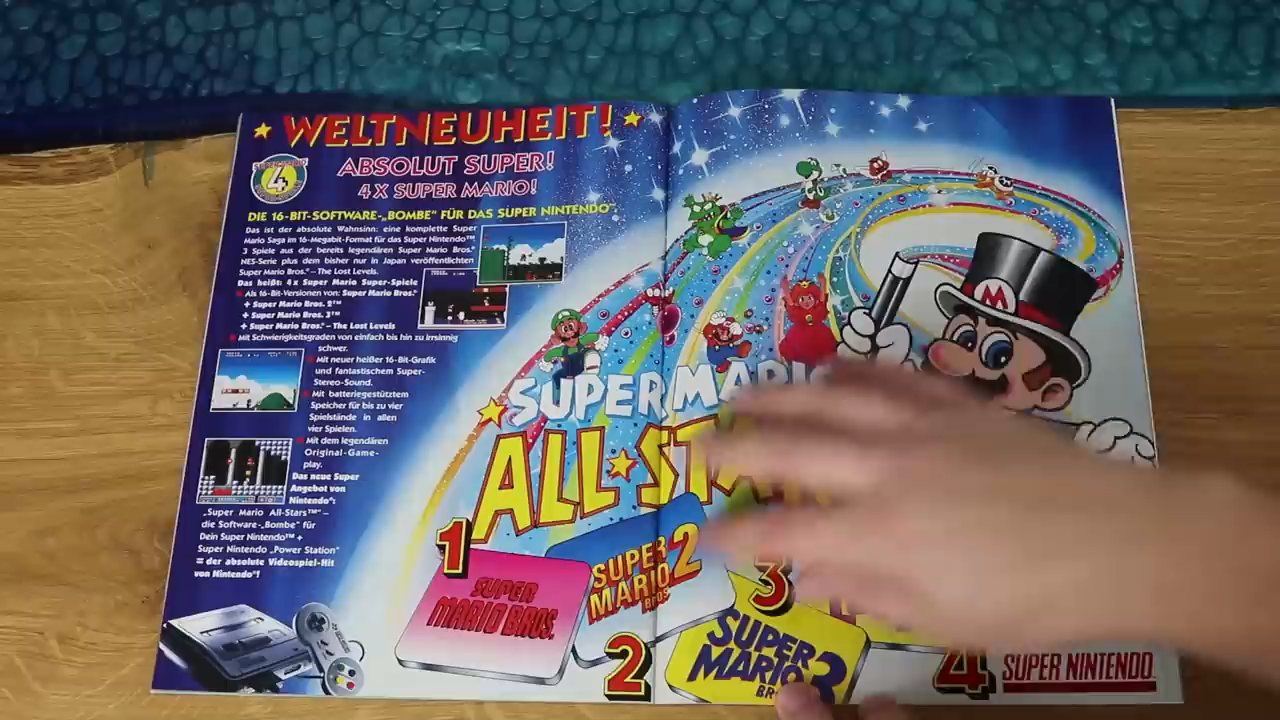 WELTNEUHEIT!
ABSOLUT SUPER!
4 X SUPER MARIO!
4
DIE 16-BIT-SOFTWARE-„BOMBE“ FÜR DAS SUPER NINTENDO™.
Das ist der absolute Wahnsinn: eine komplette Super
Mario Saga im 16-Megabit-Format für das Super Nintendo™
3 Spiele aus der bereits legendären Super Mario Bros.®
NES-Serie plus dem bisher nur in Japan veröffentlichten
Super Mario Bros.® – The Lost Levels.
Das heißt: 4x Super Mario Super-Spiele
Als 16-Bit-Versionen von: Super Mario Bros.®
+ Super Mario Bros. 2™
+ Super Mario Bros. 3™
+ Super Mario Bros.® – The Lost Levels
Mit Schwierigkeitsgraden von einfach bis hin zu irrsinnig
schwer.
Mit neuer heißer 16-Bit-Grafik
und fantastischem Super-
Stereo-Sound.
Mit batteriegestütztem
Speicher für bis zu vier
Spielstände in allen
vier Spielen.
Mit dem legendären
Original-Game-
play.
Das neue Super
Angebot von
Nintendo®:
„Super Mario All-Stars™“ –
die Software-„Bombe“ für
Dein Super Nintendo™ +
Super Nintendo „Power Station“
= der absolute Videospiel-Hit
von Nintendo®!
M
SUPER MARIO
ALL STA
1
SUPER
MARIO BROS.
SUPER
MARIO 2
BROS
2
3
SUPER
MARIO 3
BR
4
SUPER NINTENDO